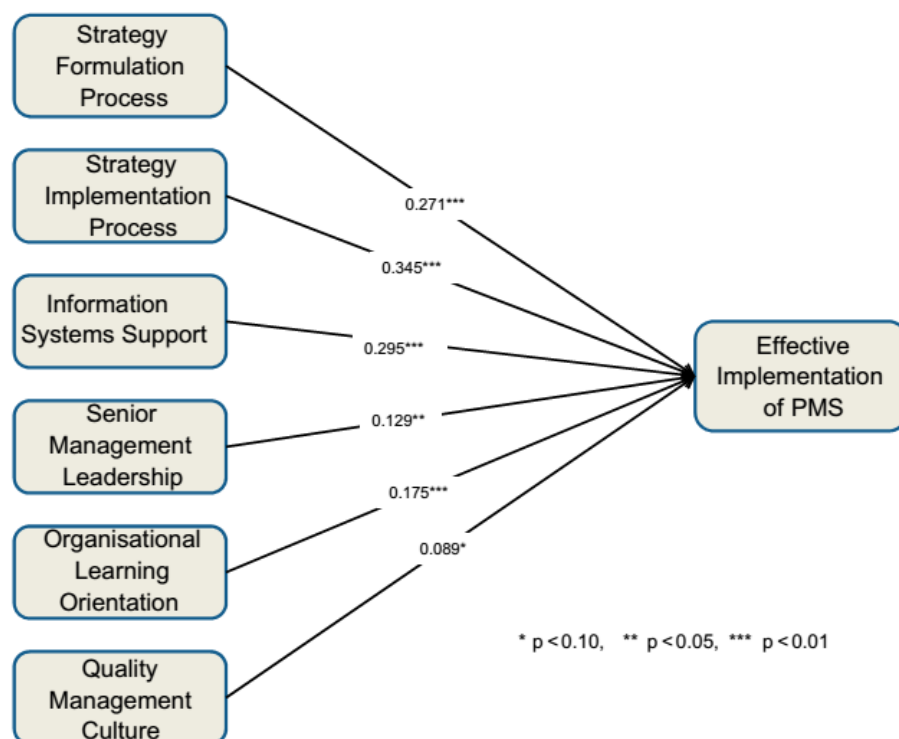 Strategy
Formulation
Process
0.271***
Strategy
Implementation
Process
0.345***
Information
Systems Support
0.295***
Effective
Implementation
of PMS
Senior
Management
Leadership
0.129**
Organisational
Learning
Orientation
0.175***
0.089*
* p<0.10, ** p<0.05, *** p<0.01
Quality
Management
Culture